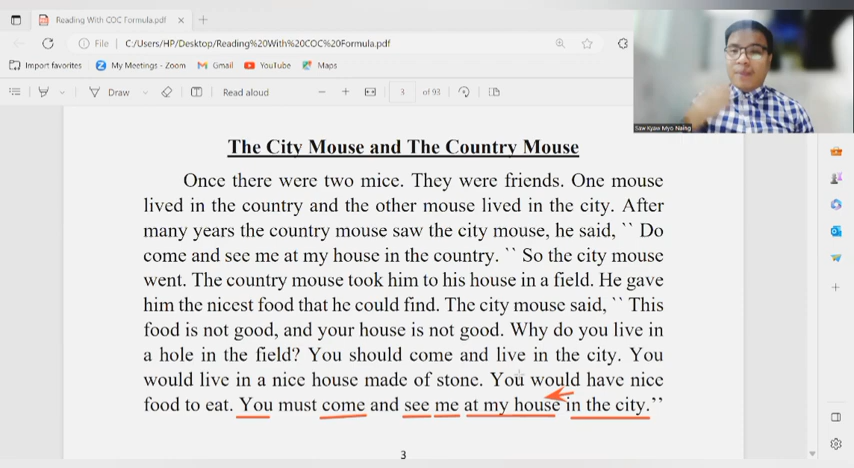 Reading With COC Formula.pdf
File
C:/Users/HP/Desktop/Reading%20With%20COC%20Formula.pdf
Import favorites
My Meetings - Zoom
Gmail
YouTube
Maps
Draw
Read aloud
3
of 93
Saw Kyaw Myo Naing
The City Mouse and The Country Mouse
Once there were two mice. They were friends. One mouse
lived in the country and the other mouse lived in the city. After
many years the country mouse saw the city mouse, he said, `` Do
come and see me at my house in the country. `` So the city mouse
went. The country mouse took him to his house in a field. He gave
him the nicest food that he could find. The city mouse said, `` This
food is not good, and your house is not good. Why do you live in
a hole in the field? You should come and live in the city. You
would live in a nice house made of stone. You would have nice
food to eat. You must come and see me at my house in the city.’’
3